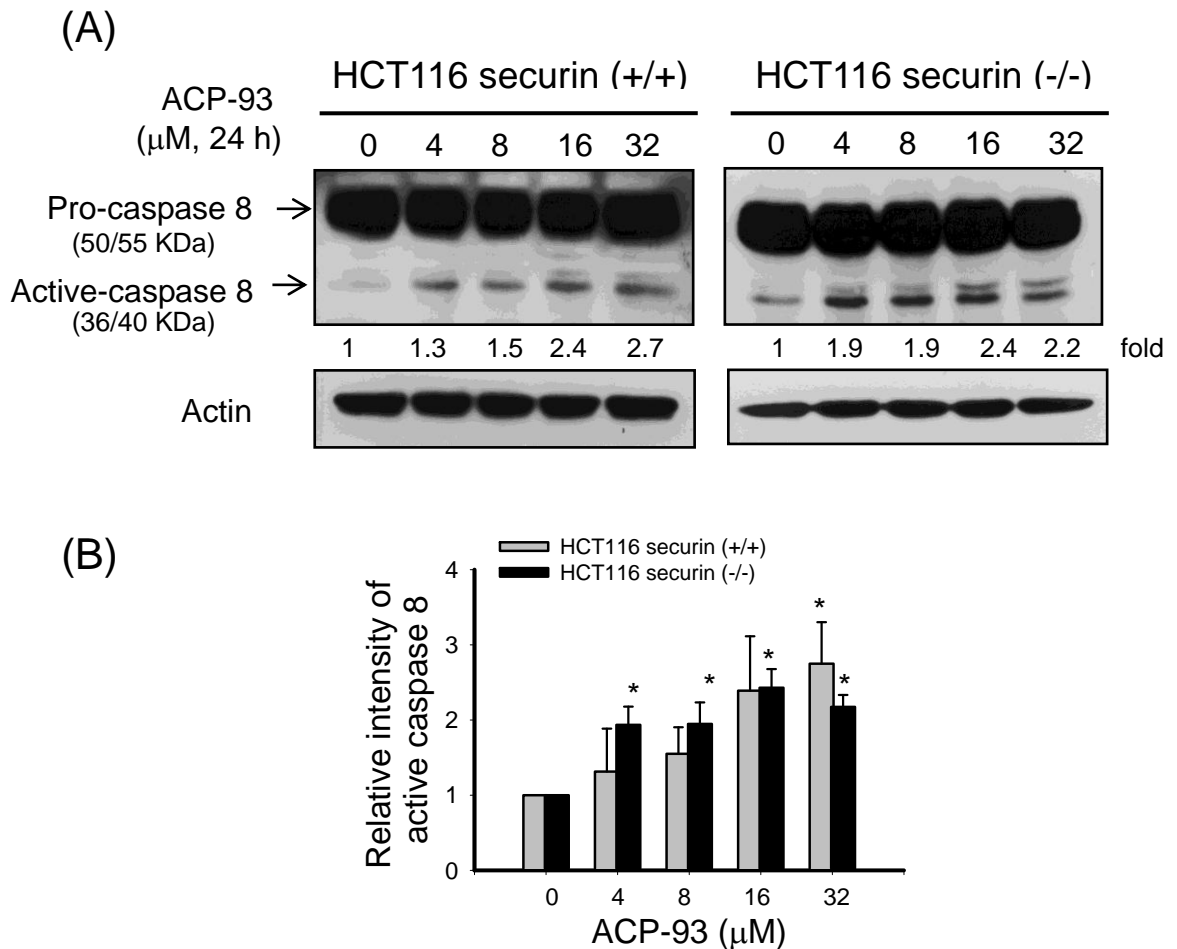 (A)
HCT116 securin (+/+) HCT116 securin (-/-)
ACP-93
(μM, 24 h)
0 4 8 16 32 0 4 8 16 32
Pro-caspase 8
(50/55 KDa)
Active-caspase 8
(36/40 KDa)
1 1.3 1.5 2.4 2.7 1 1.9 1.9 2.4 2.2 fold
Actin
(B)
HCT116 securin (+/+)
HCT116 securin (-/-)
Relative intensity of
active caspase 8
4
3
2
1
0
* * * * *
0 4 8 16 32
ACP-93 (μM)